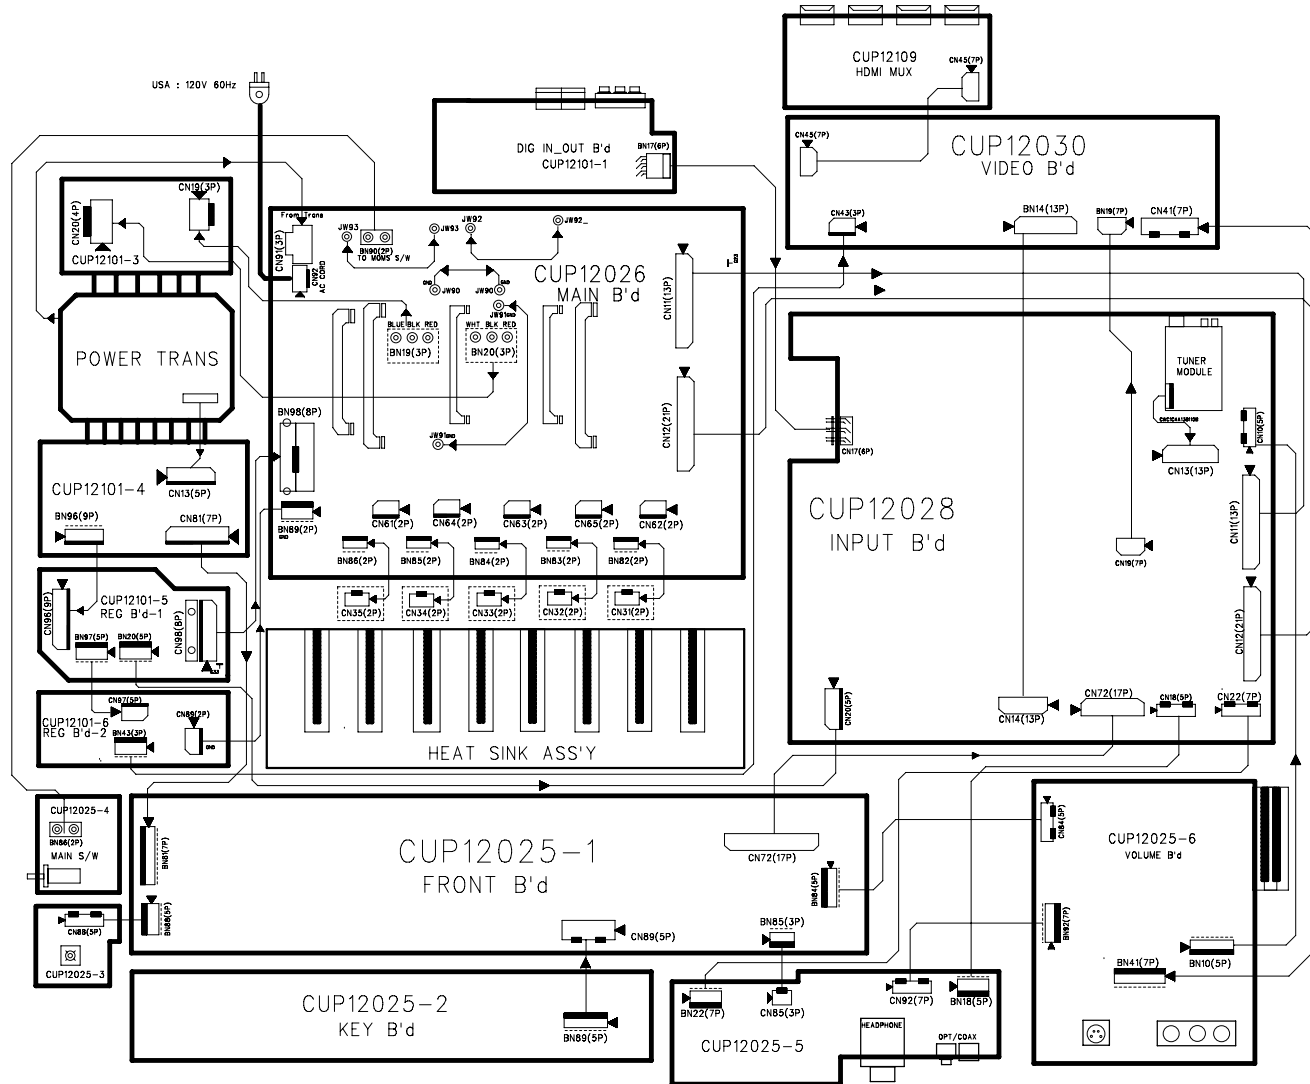 CUP12109
HDMI MUX
CN45(7P)
USA : 120V 60Hz
DIG IN_OUT B'd
CUP12101-1
BN17(6P)
CN45(7P)
CUP12030
VIDEO B'd
CN43(3P)
BN14(13P)
BN19(7P)
CN41(7P)
CN20(4P)
CN19(3P)
CUP12101-3
From Trans
CN91(3P)
CN92
AC CORD
JW93
BN90(2P)
TO MOMS S/W
JW93
JW92
JW92_
CUP12026
MAIN B'd
GND
GND
JW90
JW90
JW91GND
CN11(13P)
BLUE BLK RED
BN19(3P)
WHT BLK RED
BN20(3P)
POWER TRANS
TUNER
MODULE
BN98(8P)
JW91GND
CN12(21P)
CN17(6P)
CN10(5P)
CN13(13P)
CUP12101-4
CN13(5P)
BN96(9P)
CN81(7P)
BN89(2P)
GND
CN61(2P)
CN64(2P)
CN63(2P)
CN65(2P)
CN62(2P)
CUP12028
INPUT B'd
CN11(13P)
BN86(2P)
BN85(2P)
BN84(2P)
BN83(2P)
BN82(2P)
CN19(7P)
CN96(9P)
CUP12101-5
REG B'd-1
BN97(5P)
BN20(5P)
CN98(8P)
CN35(2P)
CN34(2P)
CN33(2P)
CN32(2P)
CN31(2P)
CN12(21P)
CUP12101-6
REG B'd-2
CN97(5P)
BN43(3P)
CN89(2P)
GND
HEAT SINK ASS'Y
CN20(5P)
CN14(13P)
CN72(17P)
CN18(5P)
CN22(7P)
CUP12025-4
BN86(2P)
MAIN S/W
BN81(7P)
CUP12025-1
FRONT B'd
CN72(17P)
BN84(5P)
CN84(5P)
CUP12025-6
VOLUME B'd
CN88(5P)
CUP12025-3
BN88(5P)
CN89(5P)
BN85(3P)
BN92(7P)
BN41(7P)
BN10(5P)
CUP12025-2
KEY B'd
BN89(5P)
BN22(7P)
CN85(3P)
CN92(7P)
BN18(5P)
CUP12025-5
HEADPHONE
OPT/COAX